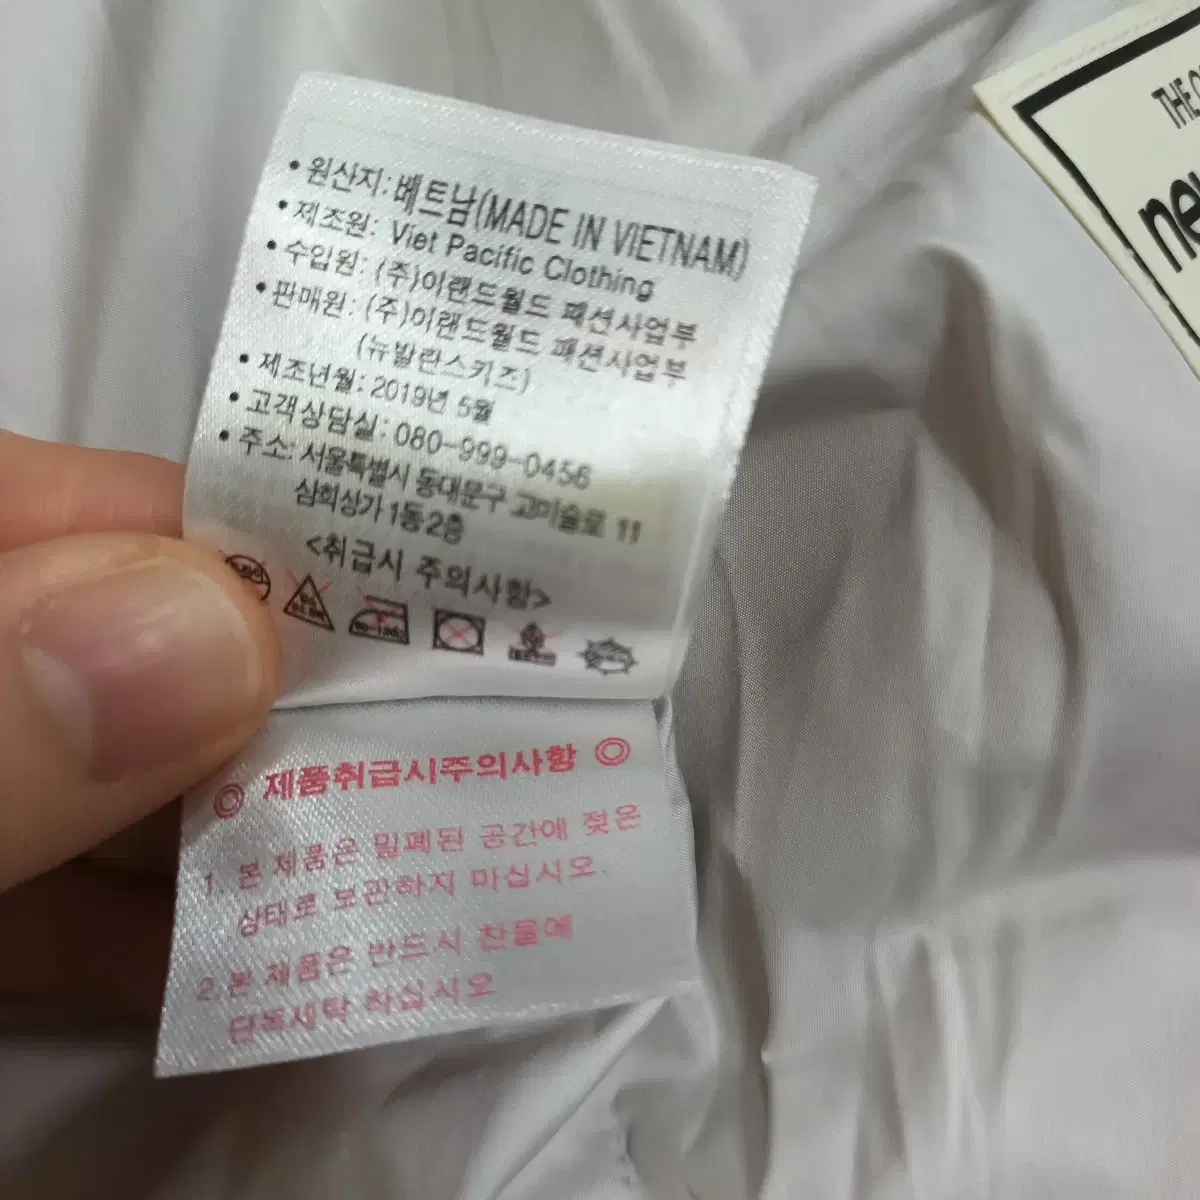 • 원산지: 베트남(MADE IN VIETNAM)
• 제조원: Viet Pacific Clothing
• 수입원: (주)이랜드월드 패션사업부
• 판매원: (주)이랜드월드 패션사업부
(뉴발란스키즈)
• 제조년월: 2019년 5월
• 고객상담실: 080-999-0456
• 주소: 서울특별시 동대문구 고미술로 11
삼희상가 1동 2층
<취급시 주의사항>
◎ 제품취급시주의사항 ◎
1. 본 제품은 밀폐된 공간에 젖은
상태로 보관하지 마십시오.
2. 본 제품은 반드시 찬물에
단독세탁 하십시오
THE